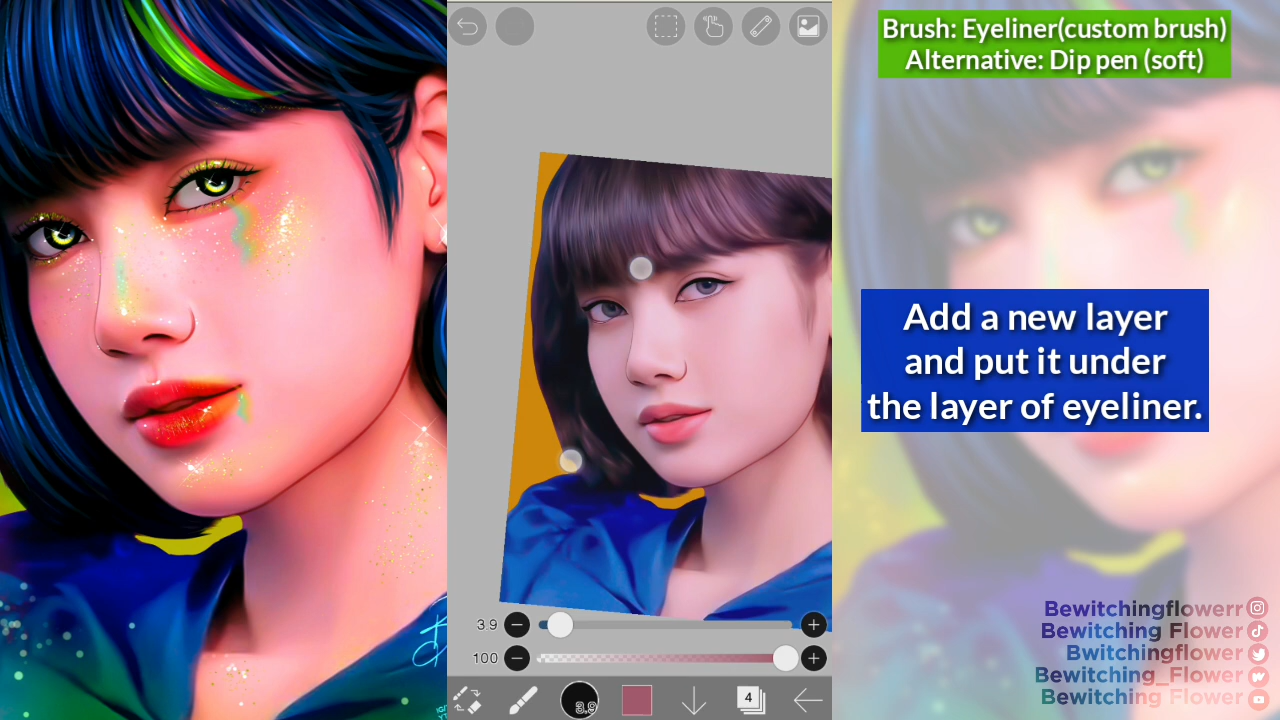 Brush: Eyeliner(custom brush)
Alternative: Dip pen (soft)
Add a new layer
and put it under
the layer of eyeliner.
3.9
100
3.9
4
Bewitchingflowerr
Bewitching Flower
Bwitchingflower
Bewitching_Flower
Bewitching Flower